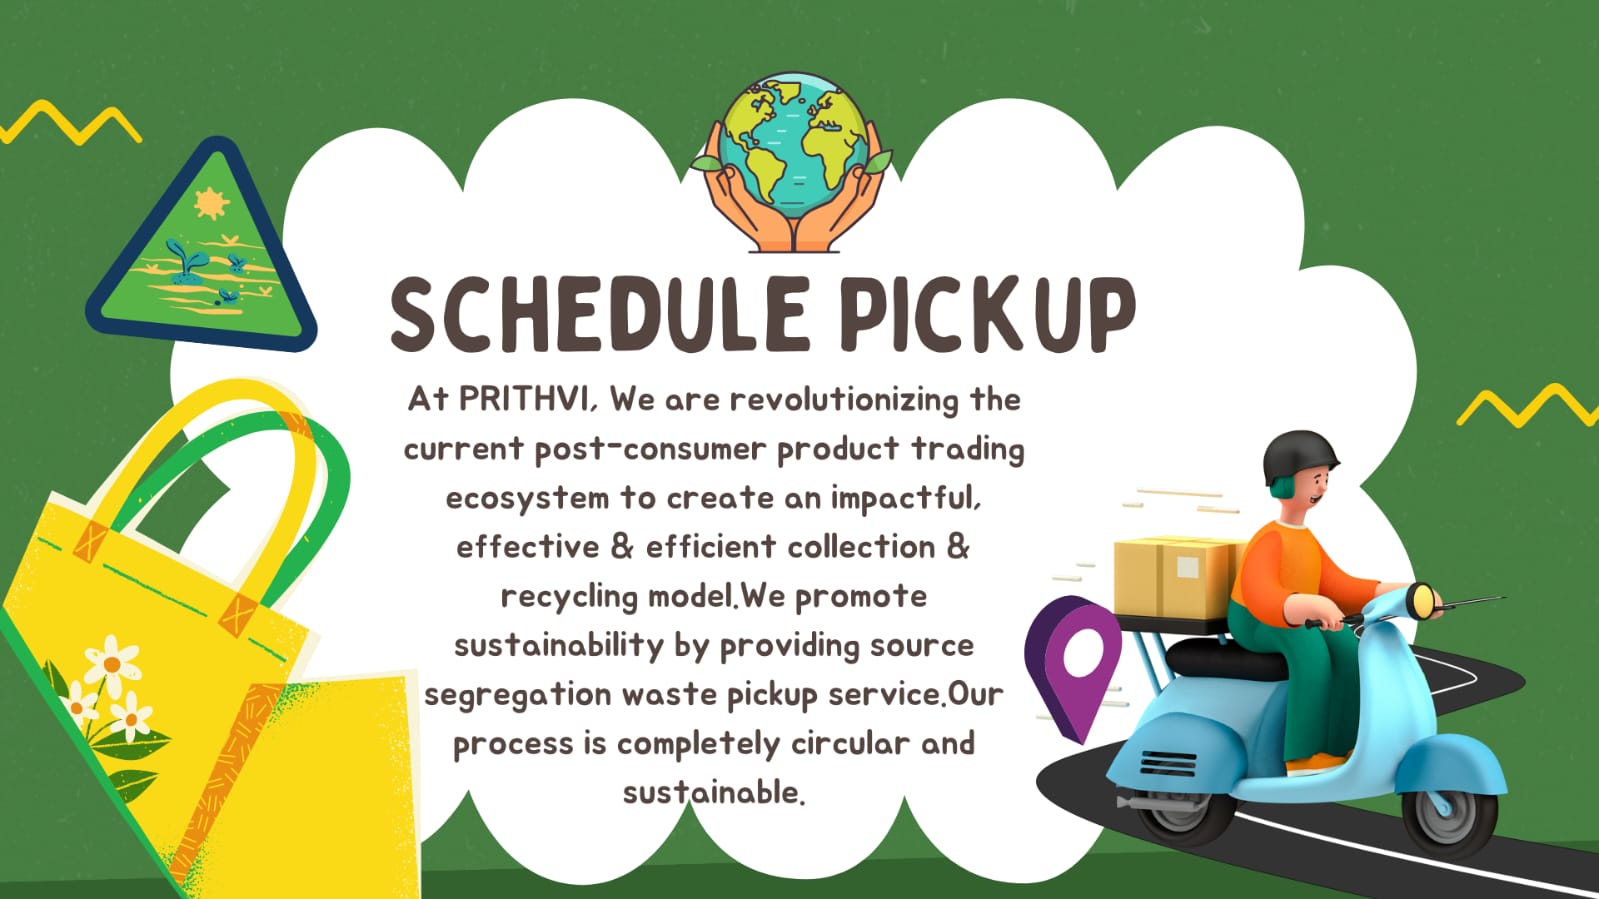 SCHEDULE PICKUP
At PRITHVI, We are revolutionizing the
current post-consumer product trading
ecosystem to create an impactful,
effective & efficient collection &
recycling model.We promote
sustainability by providing source
segregation waste pickup service.Our
process is completely circular and
sustainable.